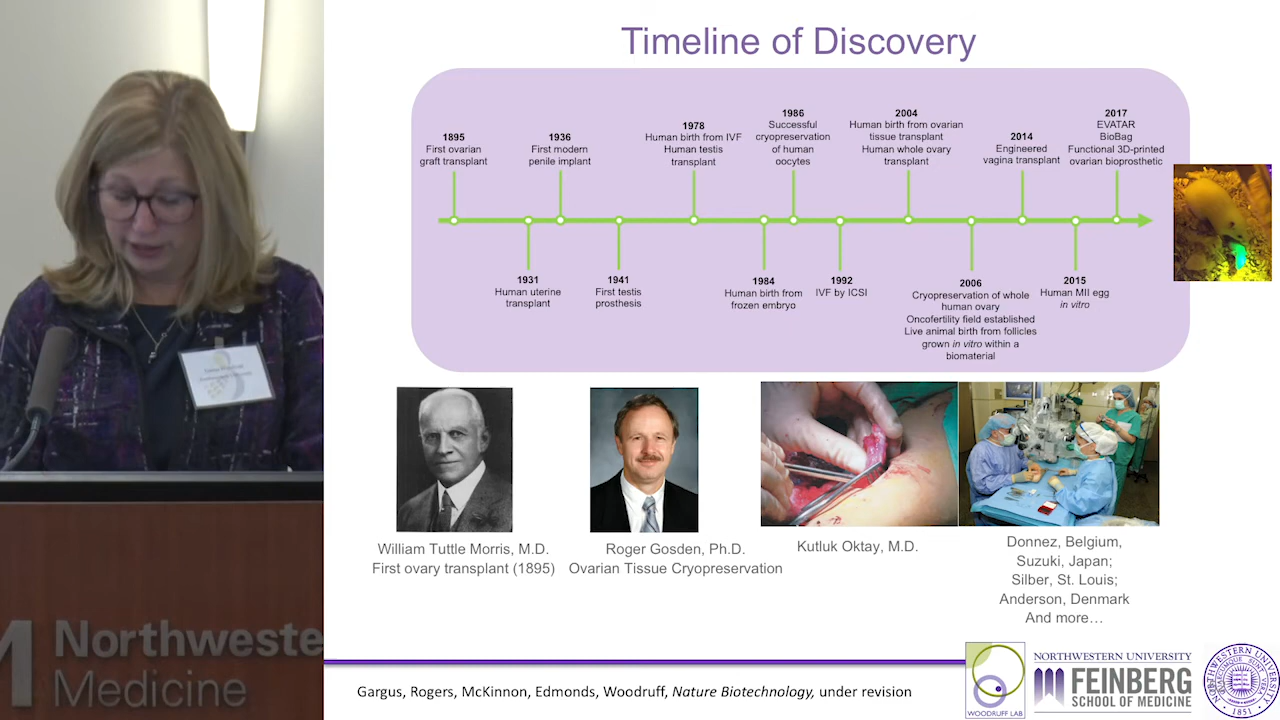 Timeline of Discovery
1895
First ovarian
graft transplant
1936
First modern
penile implant
1978
Human birth from IVF
Human testis
transplant
1986
Successful
cryopreservation
of human
oocytes
2004
Human birth from ovarian
tissue transplant
Human whole ovary
transplant
2014
Engineered
vagina transplant
2017
EVATAR
BioBag
Functional 3D-printed
ovarian bioprosthetic
1931
Human uterine
transplant
1941
First testis
prosthesis
1984
Human birth from
frozen embryo
1992
IVF by ICSI
2006
Cryopreservation of whole
human ovary
Oncofertility field established
Live animal birth from follicles
grown in vitro within a
biomaterial
2015
Human MII egg
in vitro
William Tuttle Morris, M.D.
First ovary transplant (1895)
Roger Gosden, Ph.D.
Ovarian Tissue Cryopreservation
Kutluk Oktay, M.D.
Donnez, Belgium,
Suzuki, Japan;
Silber, St. Louis;
Anderson, Denmark
And more…
Northweste
Medicine
Gargus, Rogers, McKinnon, Edmonds, Woodruff, Nature Biotechnology, under revision
WOODRUFF LAB
NORTHWESTERN UNIVERSITY
FEINBERG
SCHOOL OF MEDICINE
NORTHWESTERN UNIVERSITY
1851